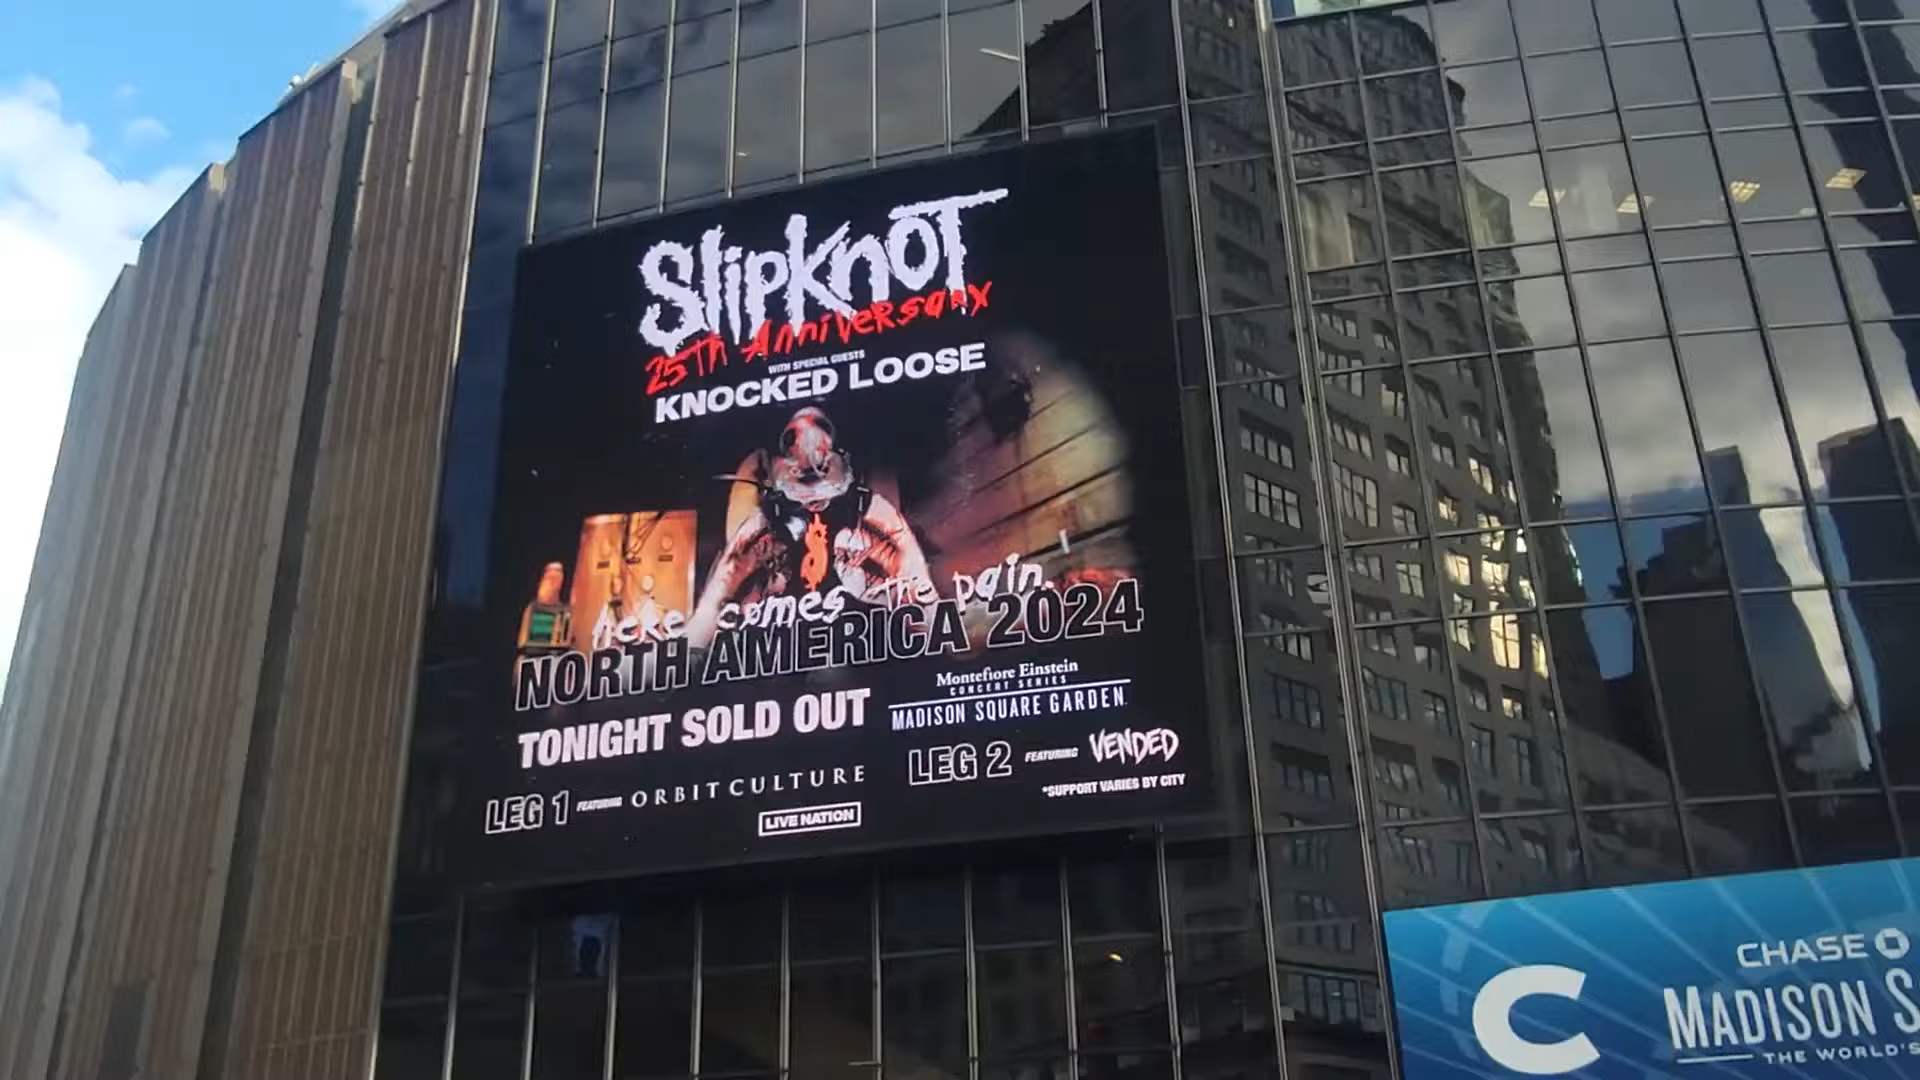 Slipknot
25th Anniversary
WITH SPECIAL GUESTS
KNOCKED LOOSE
Here comes the pain.
NORTH AMERICA 2024
TONIGHT SOLD OUT
Montefiore Einstein
CONCERT SERIES
MADISON SQUARE GARDEN
LEG 1 FEATURING ORBIT CULTURE
LEG 2 FEATURING VENDED
*SUPPORT VARIES BY CITY
LIVE NATION
CHASE
C
MADISON S
THE WORLD'S